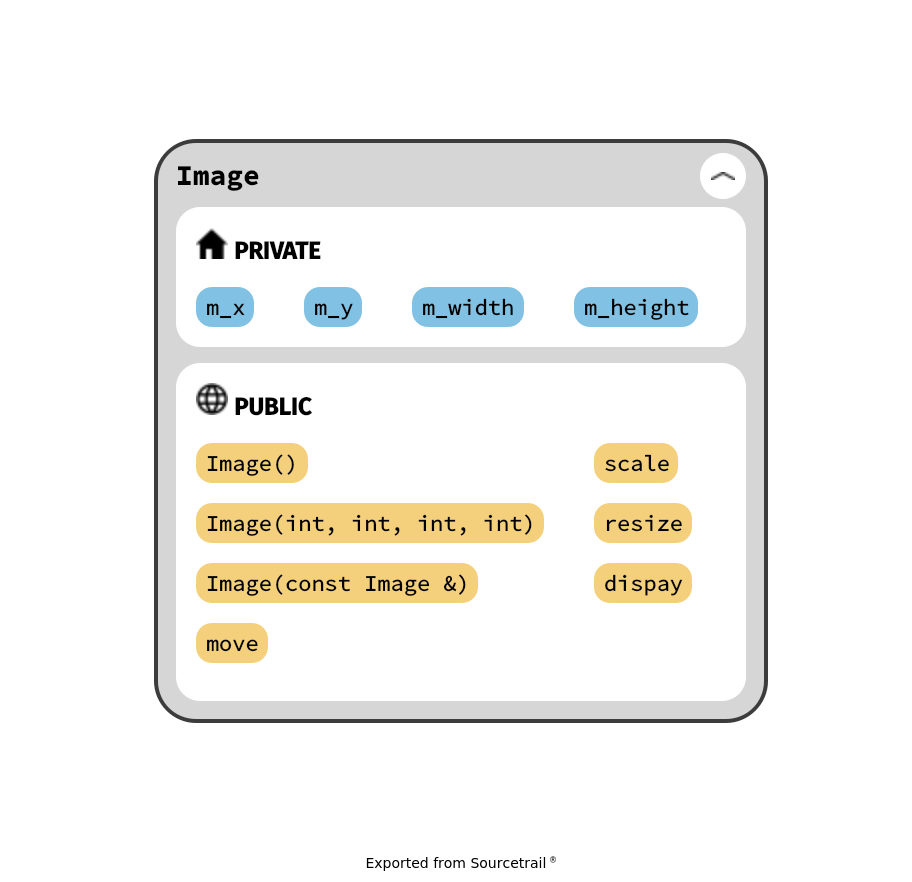 Image
PRIVATE
m_x m_y m_width m_height
PUBLIC
Image() scale
Image(int, int, int, int) resize
Image(const Image &) dispay
move
Exported from Sourcetrail ®